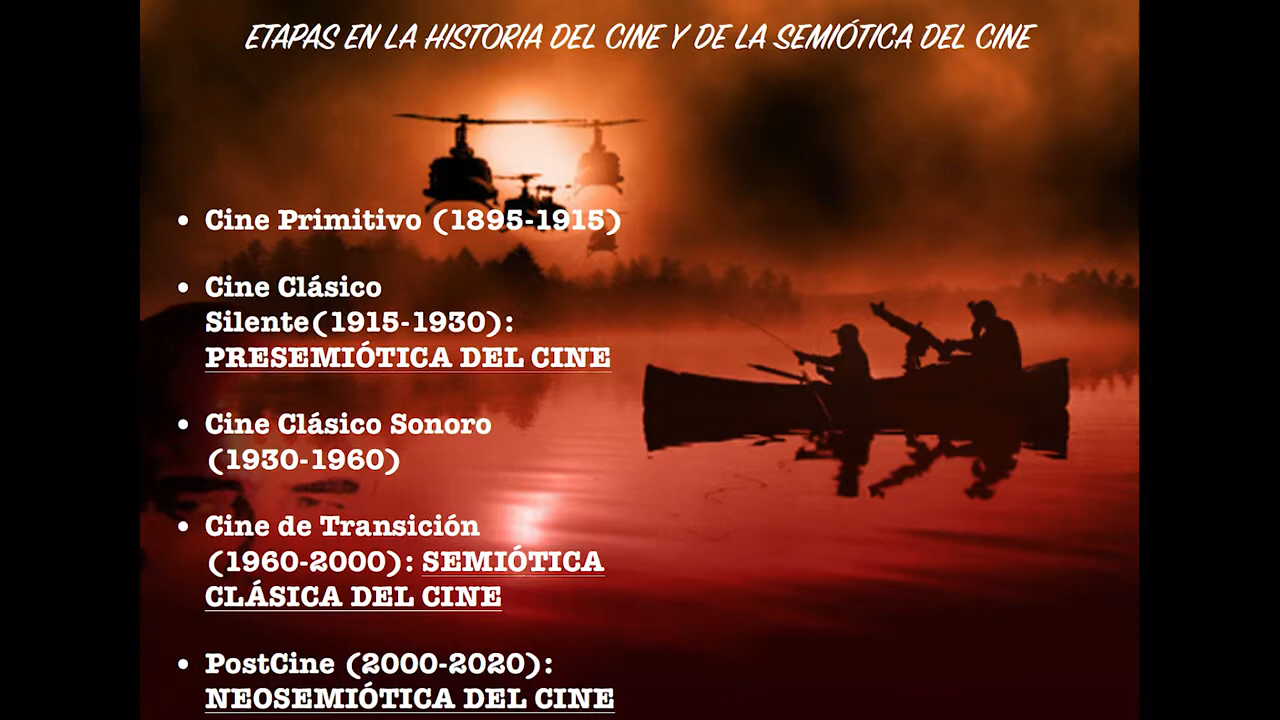 ETAPAS EN LA HISTORIA DEL CINE Y DE LA SEMIÓTICA DEL CINE
• Cine Primitivo (1895-1915)
• Cine Clásico
Silente(1915-1930):
PRESEMIÓTICA DEL CINE
• Cine Clásico Sonoro
(1930-1960)
• Cine de Transición
(1960-2000): SEMIÓTICA
CLÁSICA DEL CINE
• PostCine (2000-2020):
NEOSEMIÓTICA DEL CINE